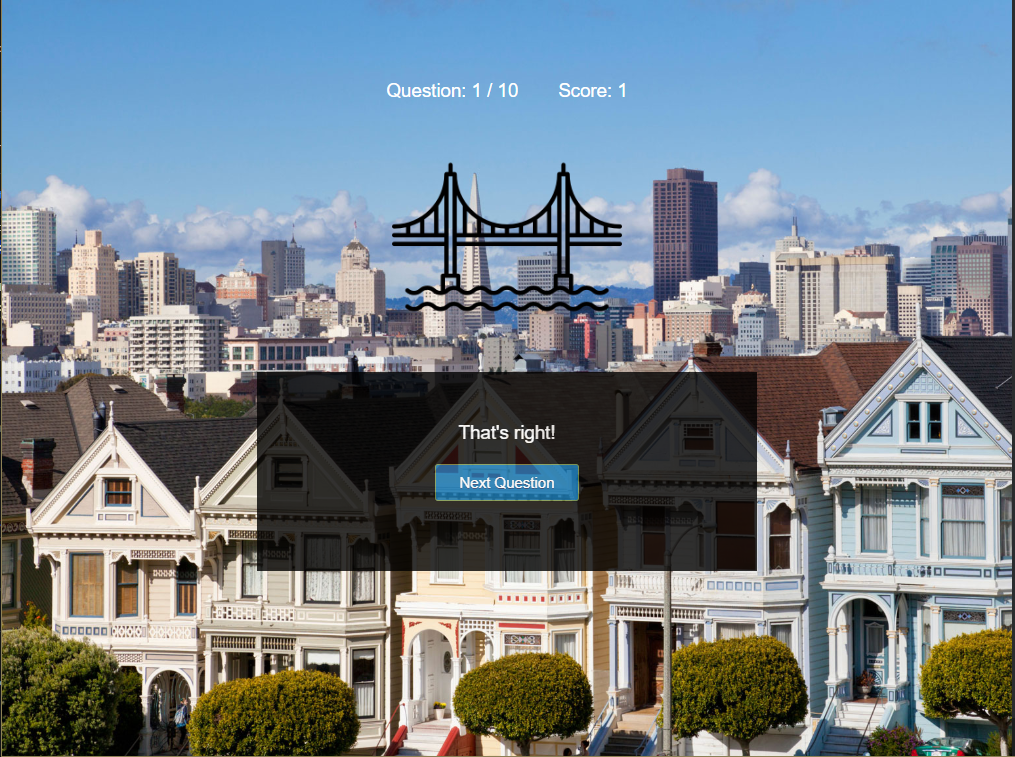 Question: 1 / 10 Score: 1
That's right!
Next Question